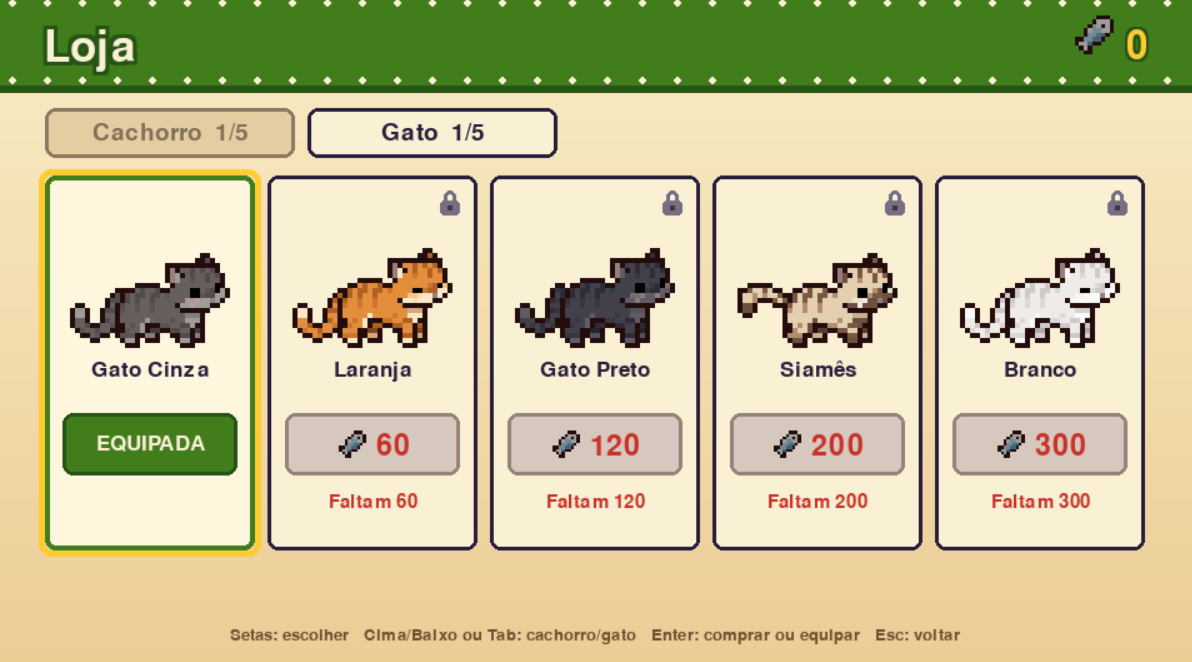 Loja
0
Cachorro 1/5
Gato 1/5
Gato Cinza
EQUIPADA
Laranja
60
Faltam 60
Gato Preto
120
Faltam 120
Siamês
200
Faltam 200
Branco
300
Faltam 300
Setas: escolher Cima/Baixo ou Tab: cachorro/gato Enter: comprar ou equipar Esc: voltar